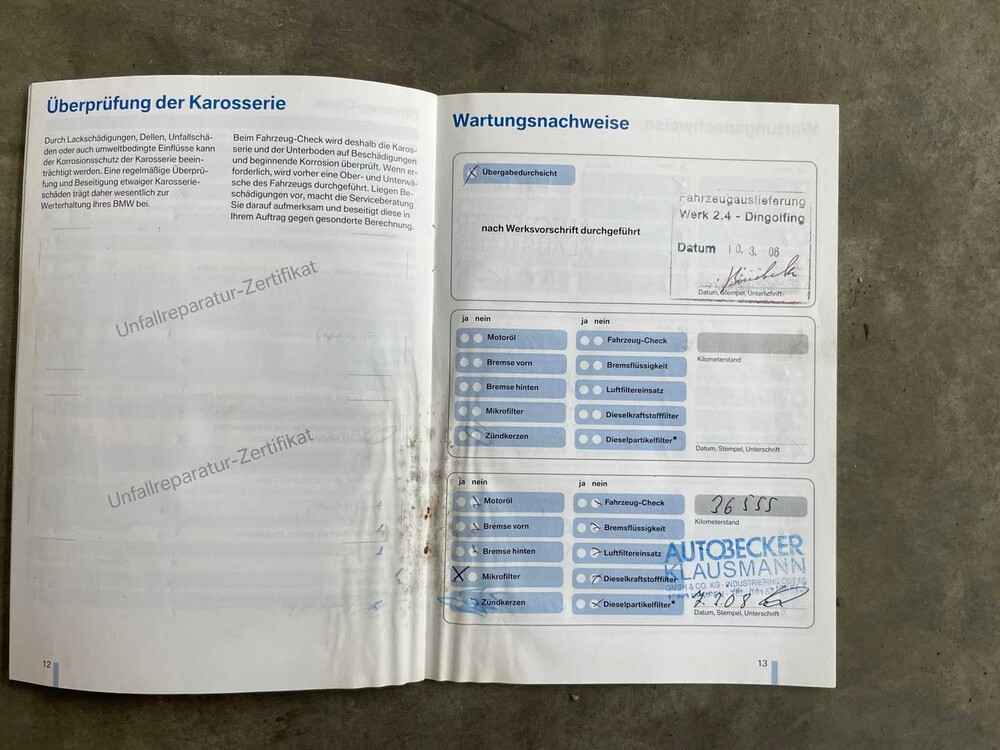 Überprüfung der Karosserie
Durch Lackschädigungen, Dellen, Unfallschä-
den oder auch umweltbedingte Einflüsse kann
der Korrosionsschutz der Karosserie beein-
trächtigt werden. Eine regelmäßige Überprü-
fung und Beseitigung etwaiger Karosserie-
schäden trägt daher wesentlich zur
Werterhaltung Ihres BMW bei.
Beim Fahrzeug-Check wird deshalb die Karos-
serie und der Unterboden auf Beschädigungen
und beginnende Korrosion überprüft. Wenn er-
forderlich, wird vorher eine Ober- und Unterwä-
sche des Fahrzeugs durchgeführt. Liegen Be-
schädigungen vor, macht die Serviceberatung
Sie darauf aufmerksam und beseitigt diese in
Ihrem Auftrag gegen gesonderte Berechnung.
Unfallreparatur-Zertifikat
Unfallreparatur-Zertifikat
12
Wartungsnachweise
Übergabedurchsicht
nach Werksvorschrift durchgeführt
Fahrzeugauslieferung
Werk 2.4 - Dingolfing
Datum 10. 3. 06
Datum, Stempel, Unterschrift
ja nein
Motoröl
Bremse vorn
Bremse hinten
Mikrofilter
Zündkerzen
ja nein
Fahrzeug-Check
Bremsflüssigkeit
Luftfiltereinsatz
Dieselkraftstofffilter
Dieselpartikelfilter*
Kilometerstand
Datum, Stempel, Unterschrift
ja nein
Motoröl
Bremse vorn
Bremse hinten
Mikrofilter
Zündkerzen
ja nein
Fahrzeug-Check
Bremsflüssigkeit
Luftfiltereinsatz
Dieselkraftstofffilter
Dieselpartikelfilter*
36555
Kilometerstand
AUTOBECKER
KLAUSMANN
GMBH & CO. KG · INDUSTRIERING OST
Datum, Stempel, Unterschrift
13